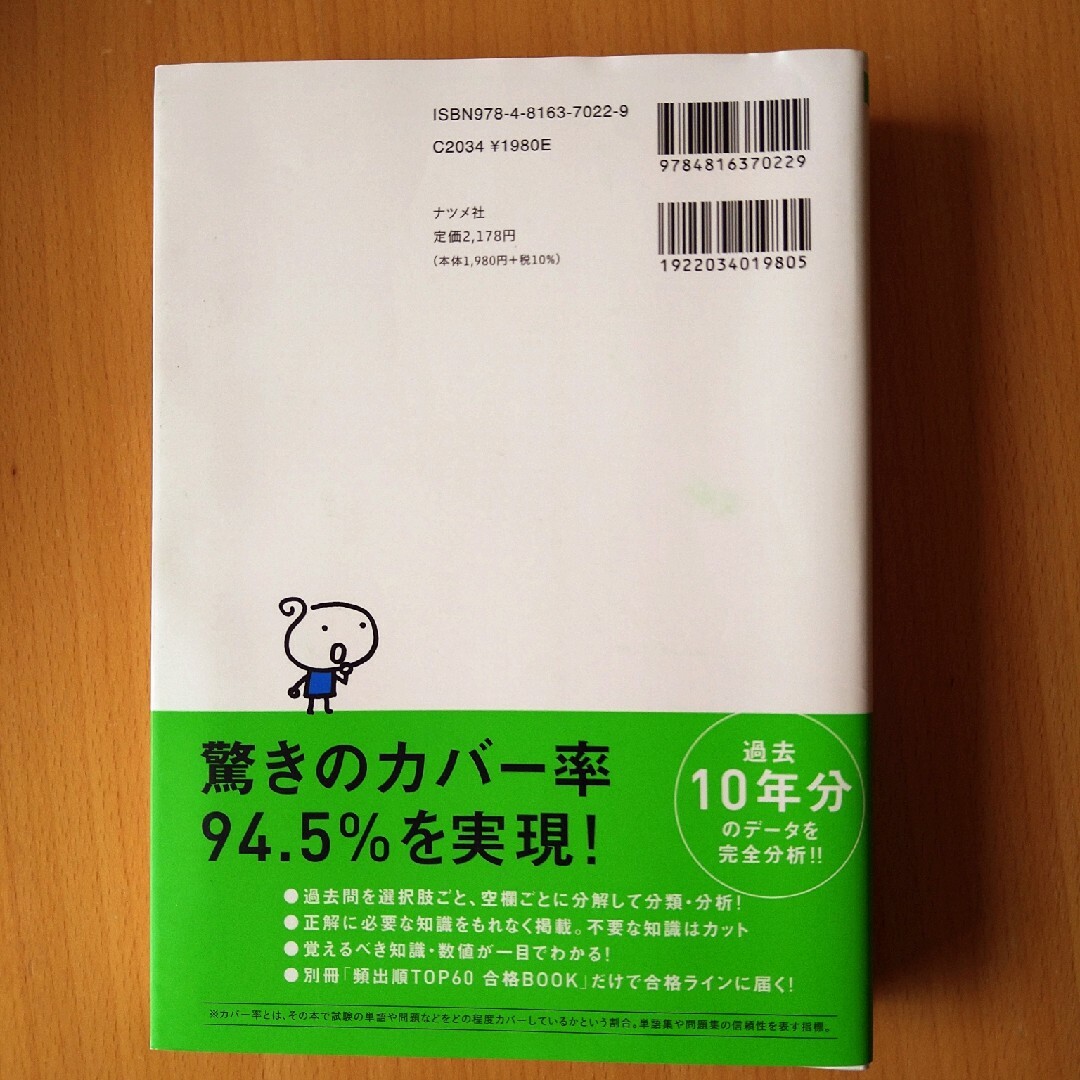 ISBN978-4-8163-7022-9
C2034 ¥1980E
9784816370229
ナツメ社
定価2,178円
(本体1,980円+税10%)
1922034019805
驚きのカバー率
94.5%を実現!
過去
10年分
のデータを
完全分析!!
●過去問を選択肢ごと、空欄ごとに分解して分類・分析!
●正解に必要な知識をもれなく掲載。不要な知識はカット
●覚えるべき知識・数値が一目でわかる!
●別冊「頻出順TOP60 合格BOOK」だけで合格ラインに届く!
※カバー率とは、その本で試験の単語や問題などをどの程度カバーしているかという割合。単語集や問題集の信頼性を表す指標。